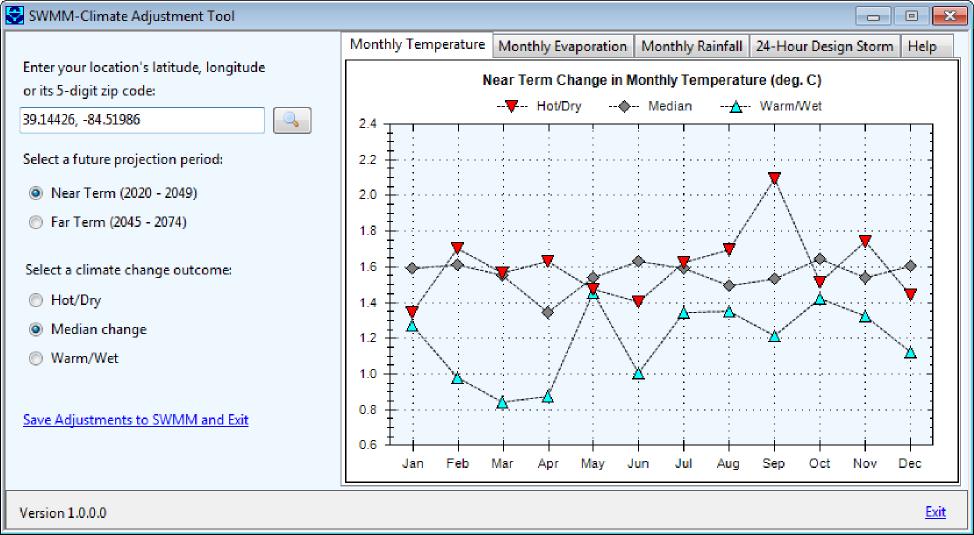 SWMM-Climate Adjustment Tool
Enter your location's latitude, longitude
or its 5-digit zip code:
39.14426, -84.51986
Select a future projection period:
Near Term (2020 - 2049)
Far Term (2045 - 2074)
Select a climate change outcome:
Hot/Dry
Median change
Warm/Wet
Save Adjustments to SWMM and Exit
Monthly Temperature Monthly Evaporation Monthly Rainfall 24-Hour Design Storm Help
Near Term Change in Monthly Temperature (deg. C)
Hot/Dry Median Warm/Wet
2.4
2.2
2.0
1.8
1.6
1.4
1.2
1.0
0.8
0.6
Jan Feb Mar Apr May Jun Jul Aug Sep Oct Nov Dec
Version 1.0.0.0
Exit